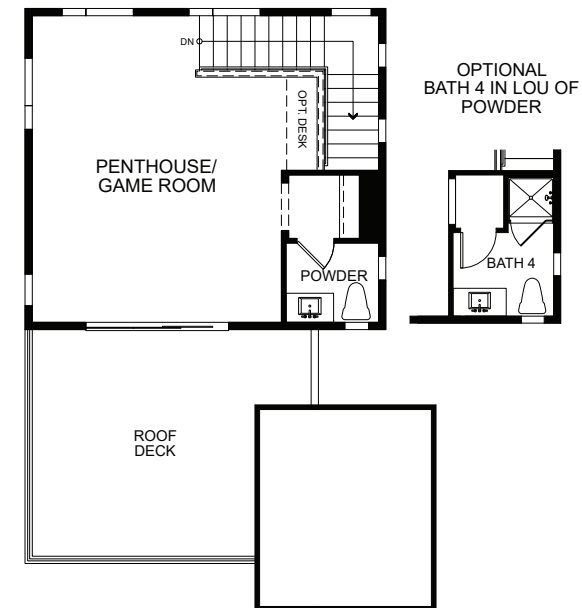 DN
OPT. DESK
PENTHOUSE/
GAME ROOM
POWDER
ROOF
DECK
OPTIONAL
BATH 4 IN LOU OF
POWDER
BATH 4